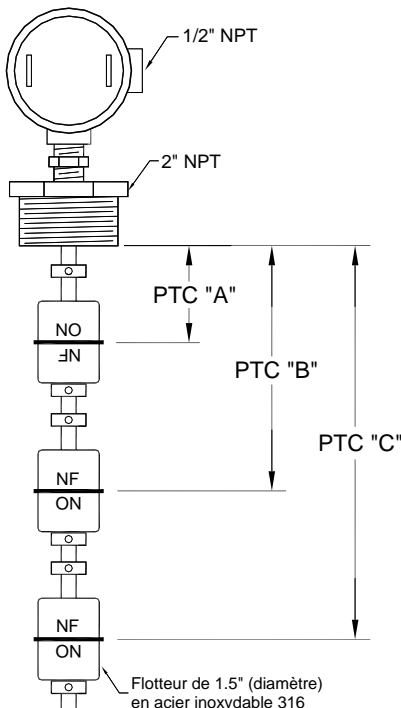 1/2" NPT
2" NPT
NO
NF
PTC "A"
PTC "B"
PTC "C"
NF
ON
NF
ON
Flotteur de 1.5" (diamètre)
en acier inoxydable 316